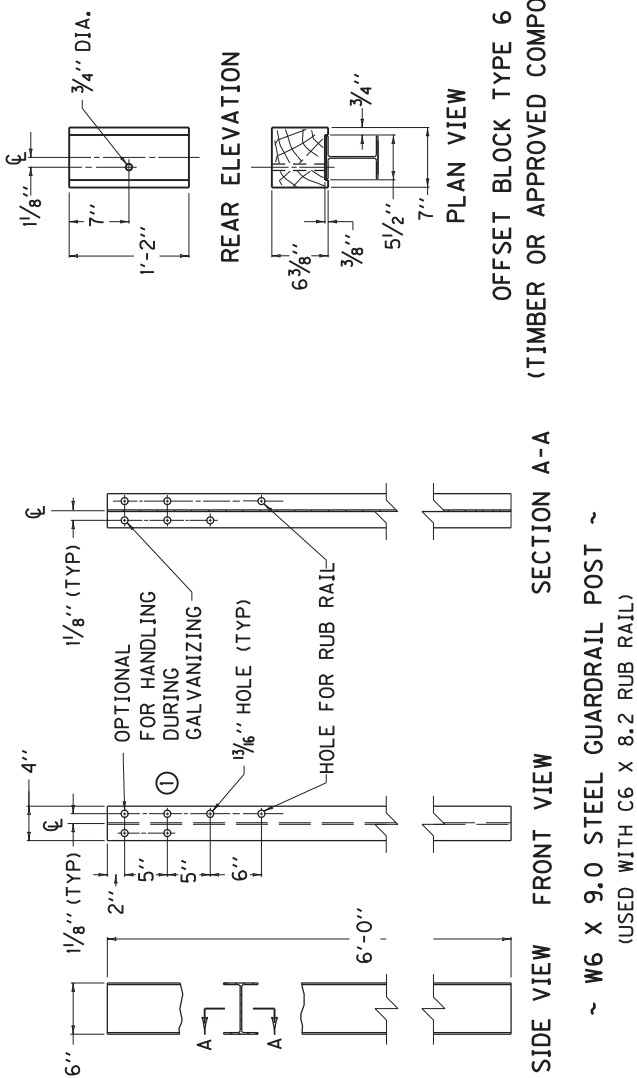 6"
A
A
6'-0"
SIDE VIEW
1 1/8" (TYP)
℄
4"
2"
5"
5"
6"
①
OPTIONAL
FOR HANDLING
DURING
GALVANIZING
13/16" HOLE (TYP)
HOLE FOR RUB RAIL
FRONT VIEW
1 1/8" (TYP)
℄
SECTION A-A
~ W6 X 9.0 STEEL GUARDRAIL POST ~
(USED WITH C6 X 8.2 RUB RAIL)
1 1/8"
℄
3/4" DIA.
7"
1'-2"
REAR ELEVATION
6 3/8"
3/8"
3/4"
5 1/2"
7"
PLAN VIEW
OFFSET BLOCK TYPE 6
(TIMBER OR APPROVED COMPO